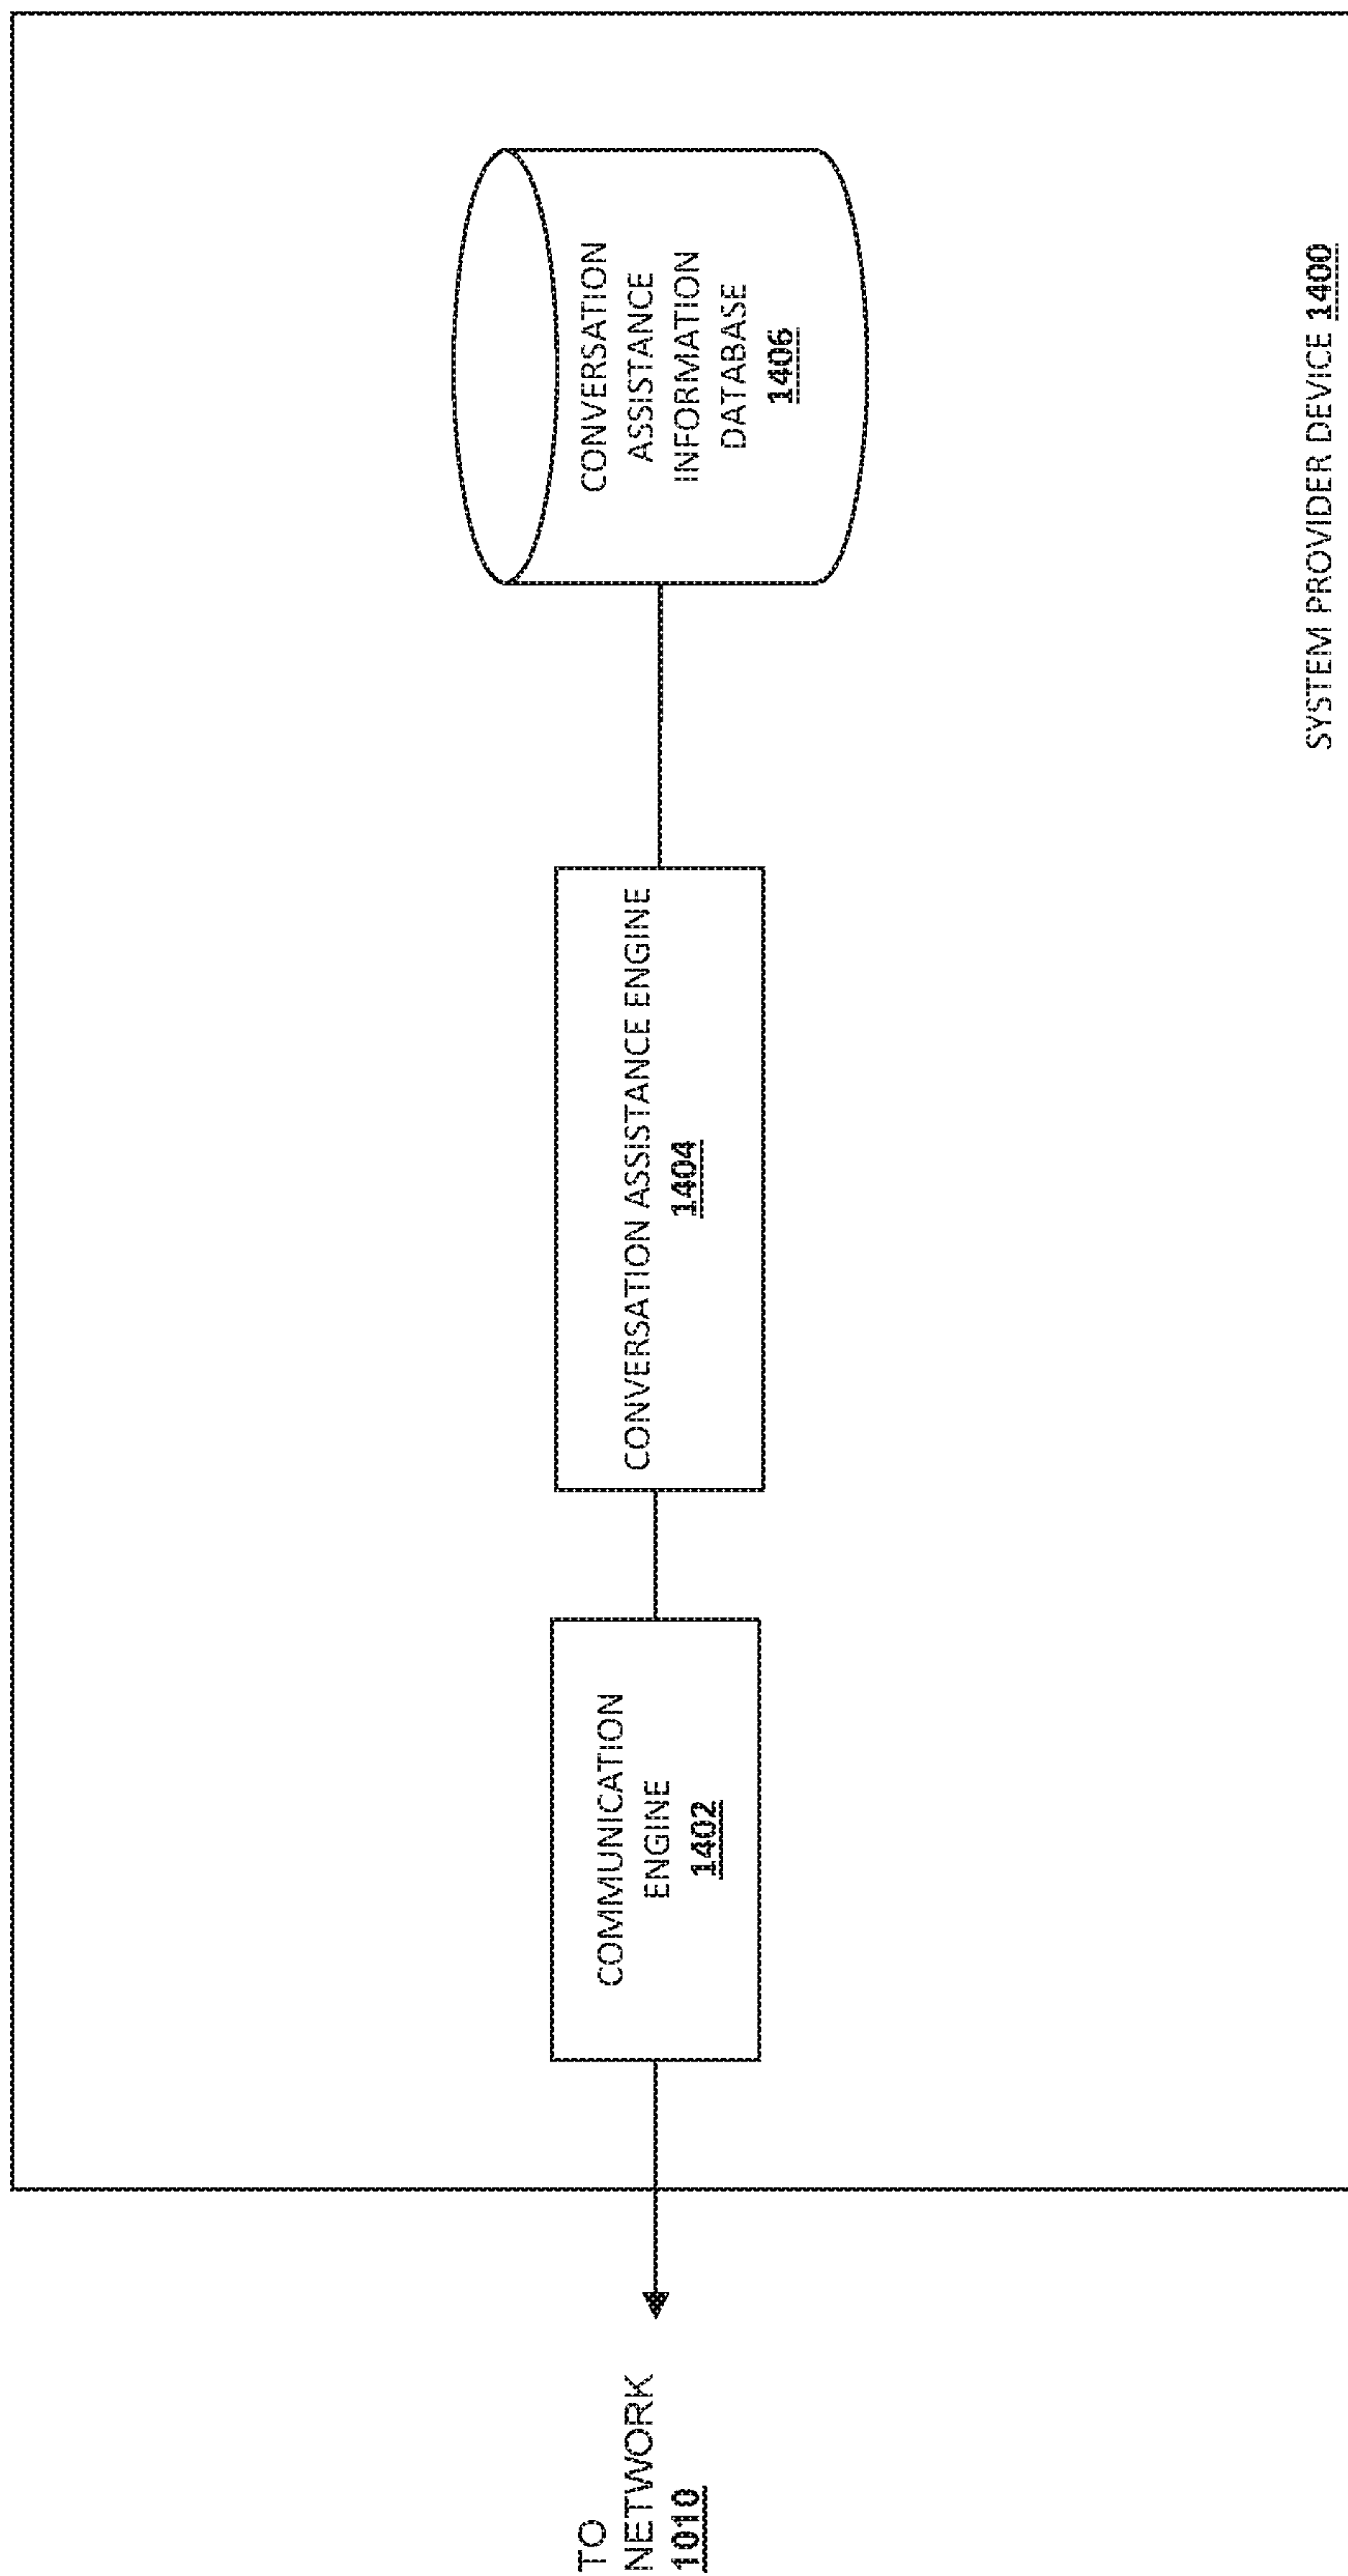 TO
NETWORK
1010
COMMUNICATION
ENGINE
1402
CONVERSATION ASSISTANCE ENGINE
1404
CONVERSATION
ASSISTANCE
INFORMATION
DATABASE
1406
SYSTEM PROVIDER DEVICE 1400